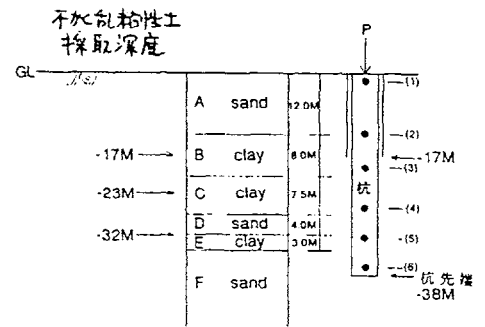 不攪乱粘性土
採取深度
P
GL
A sand 12.0M
B clay 8.0M
C clay 7.5M
D sand 4.0M
E clay 3.0M
F sand
-17M
-23M
-32M
(1)
(2)
-17M
(3)
杭
(4)
(5)
(6)
杭先端
-38M